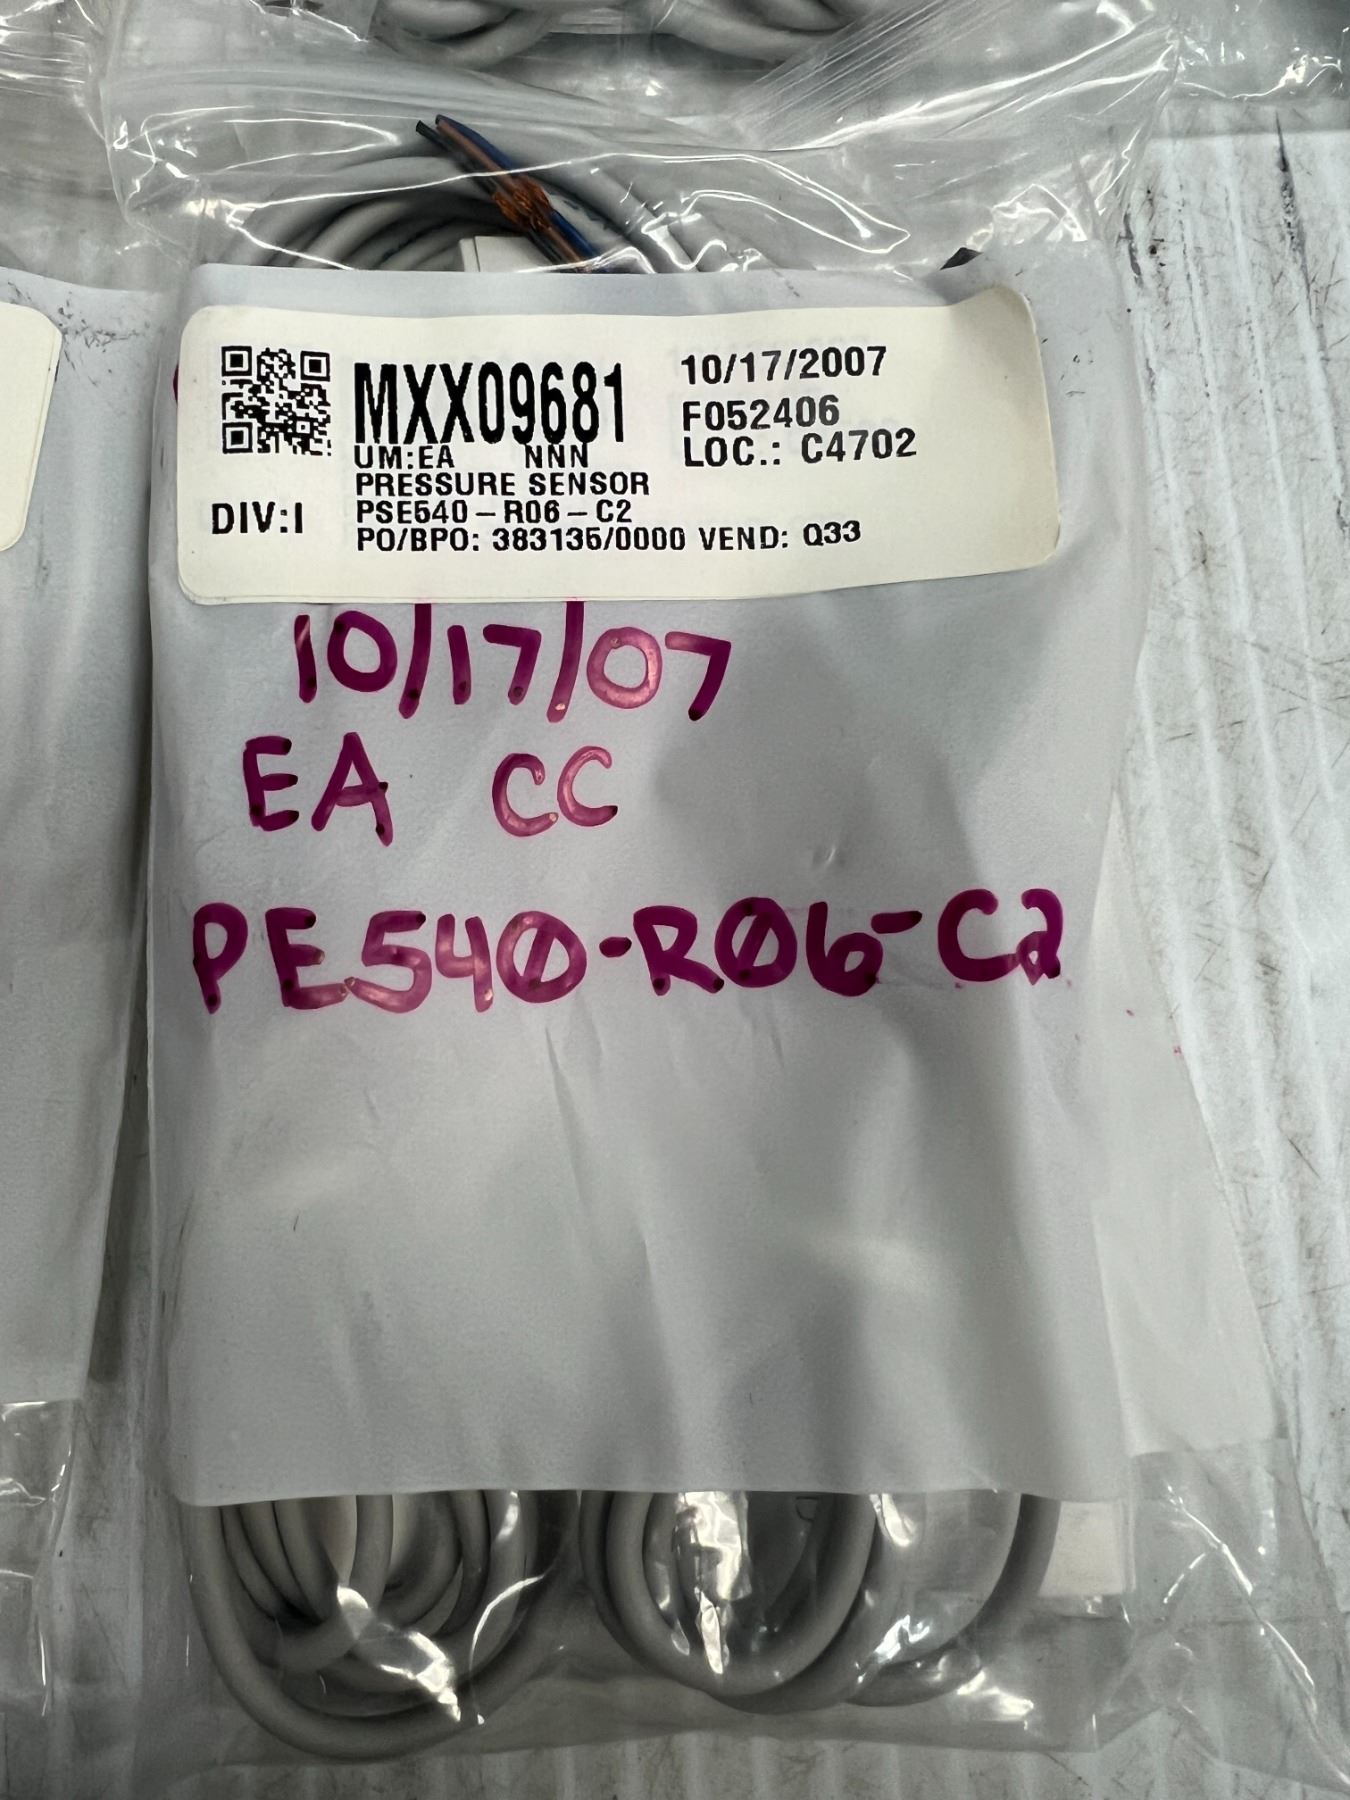 MXX09681
10/17/2007
F052406
LOC.: C4702
UM:EA NNN
PRESSURE SENSOR
DIV:I
PSE540-R06-C2
PO/BPO: 383135/0000 VEND: Q33
10/17/07
EA CC
PE540-R06-C2